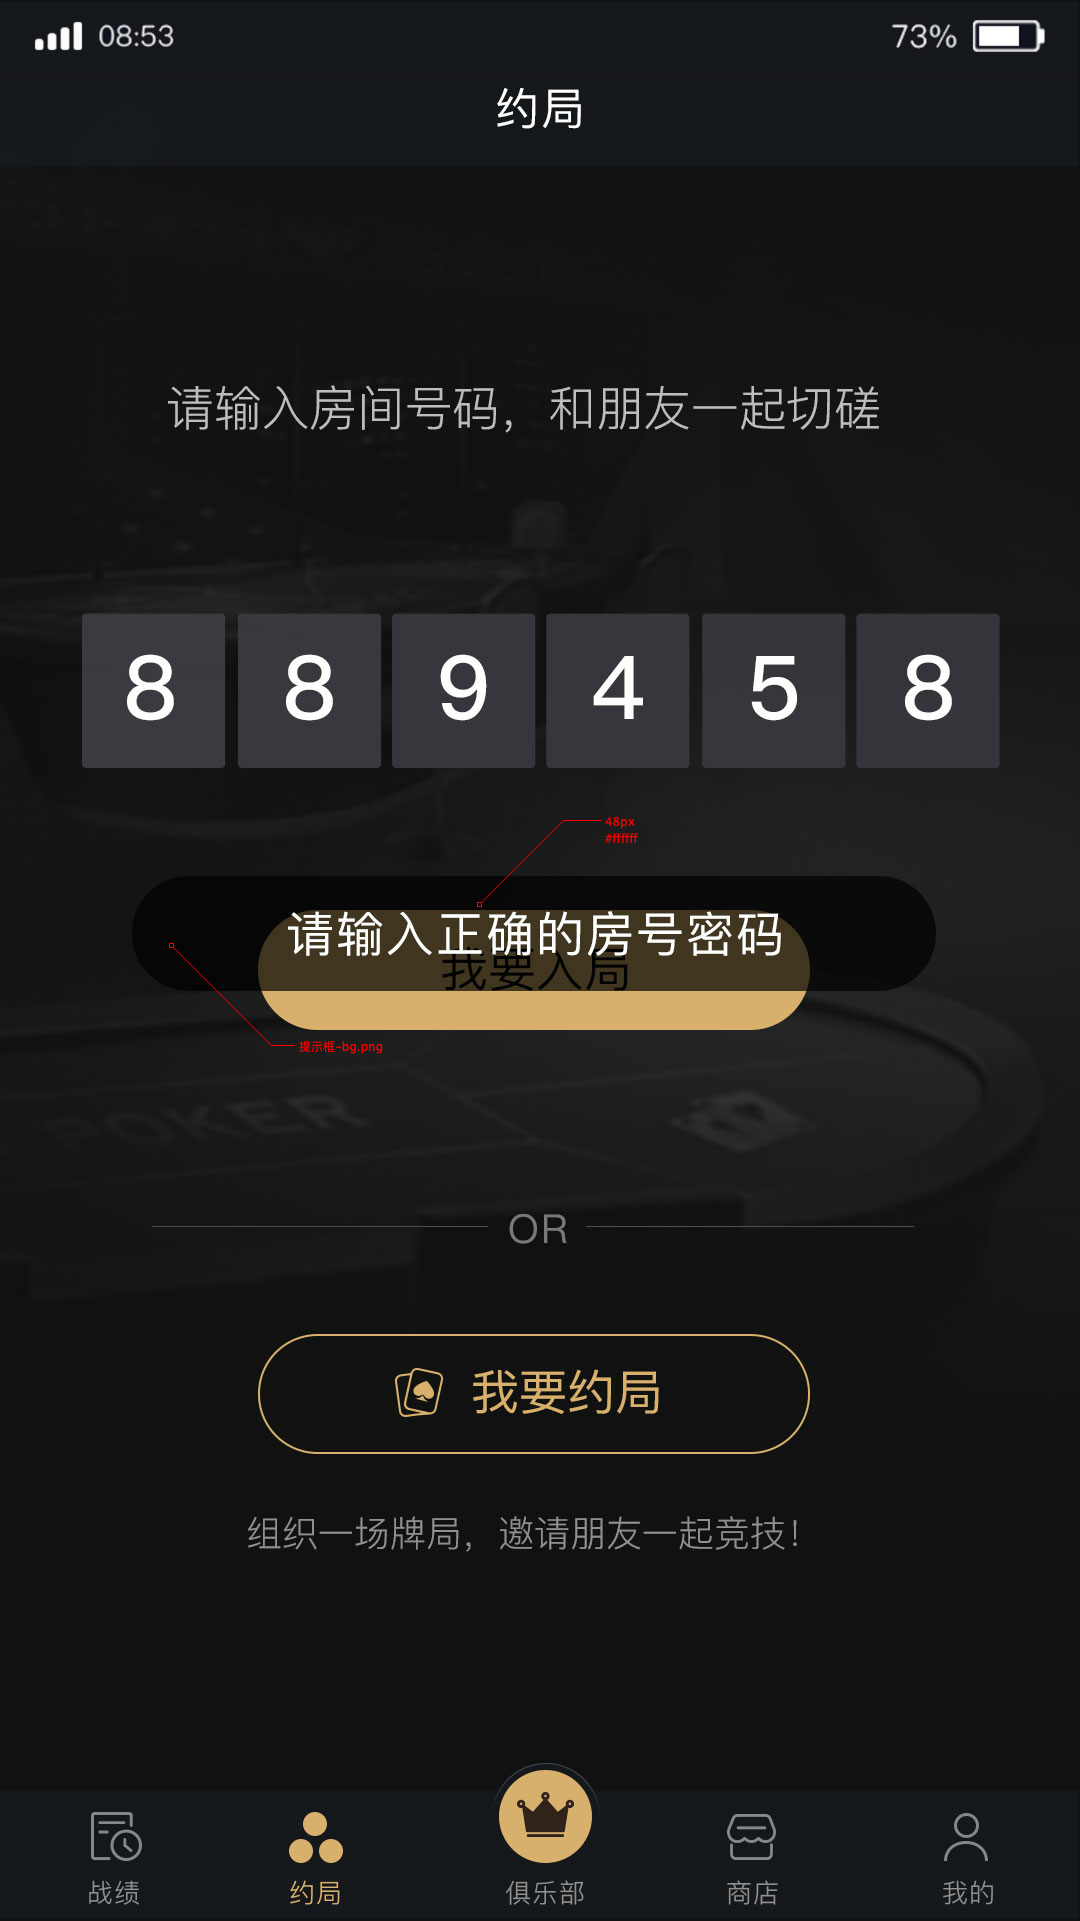 08:53
73%
约局
请输入房间号码，和朋友一起切磋
8 8 9 4 5 8
48px
#ffffff
请输入正确的房号密码
我要入局
提示框-bg.png
POKER
OR
我要约局
组织一场牌局，邀请朋友一起竞技！
战绩 约局 俱乐部 商店 我的